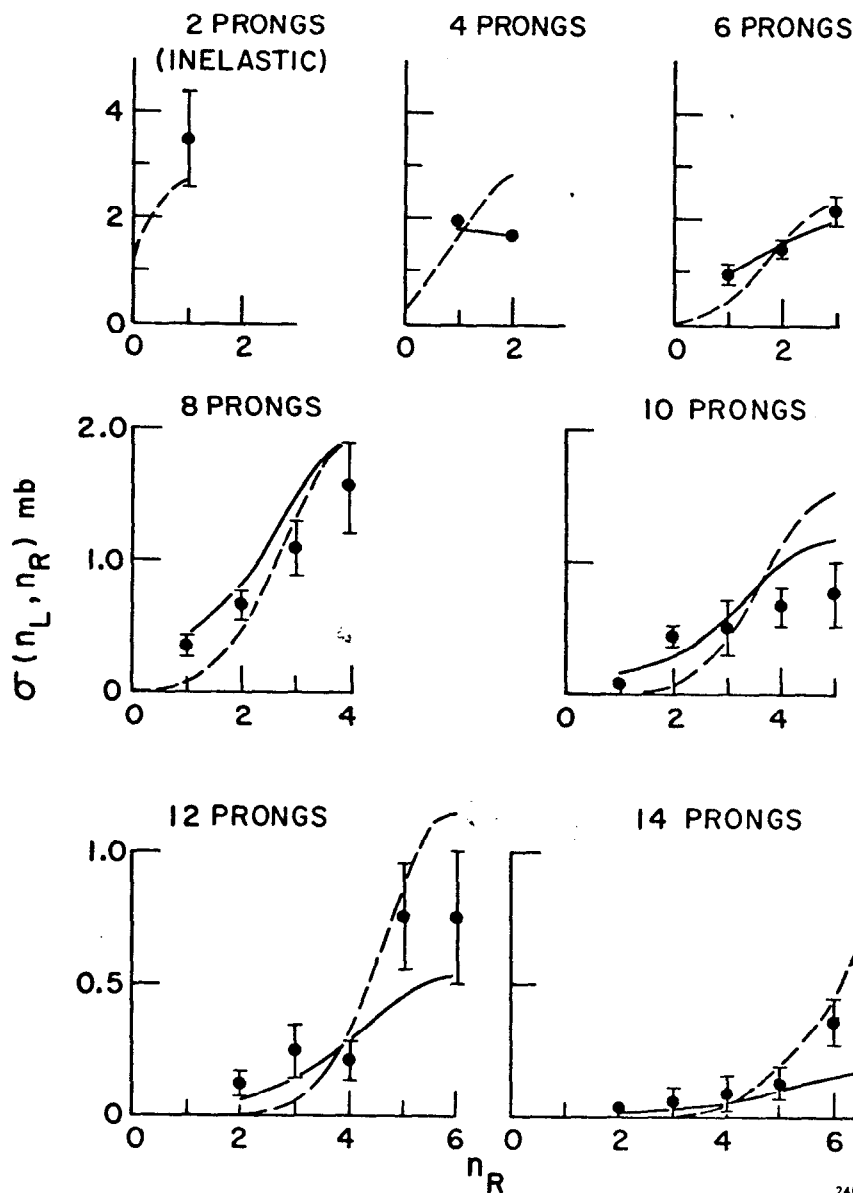 2 PRONGS
(INELASTIC)
4 PRONGS
6 PRONGS
4
2
0
0 2
0 2
0 2
8 PRONGS
10 PRONGS
σ(n_L, n_R) mb
2.0
1.0
0
0 2 4
0 2 4
12 PRONGS
14 PRONGS
1.0
0.5
0
0 2 4 6
0 2 4 6
n_R